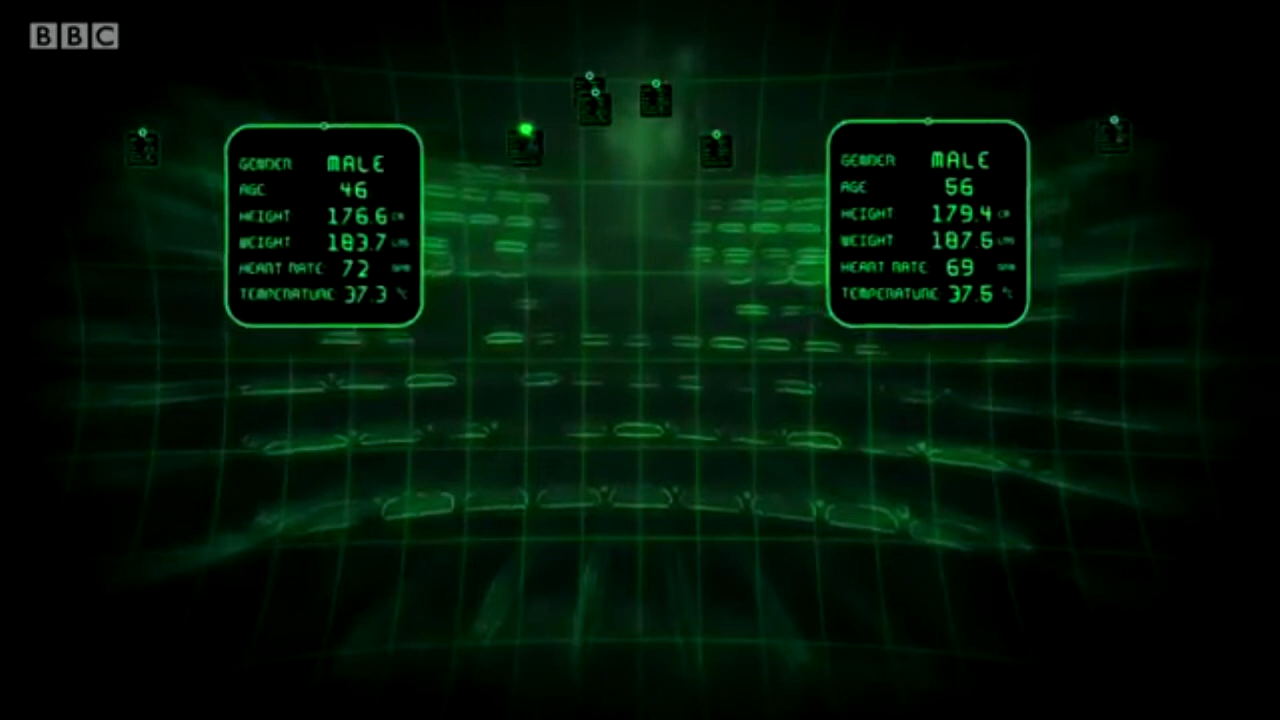 BBC
GENDER MALE
AGE 46
HEIGHT 176.6 CM
WEIGHT 183.7 LBS
HEART RATE 72 BPM
TEMPERATURE 37.3 °C
GENDER MALE
AGE 56
HEIGHT 179.4 CM
WEIGHT 187.6 LBS
HEART RATE 69 BPM
TEMPERATURE 37.5 °C